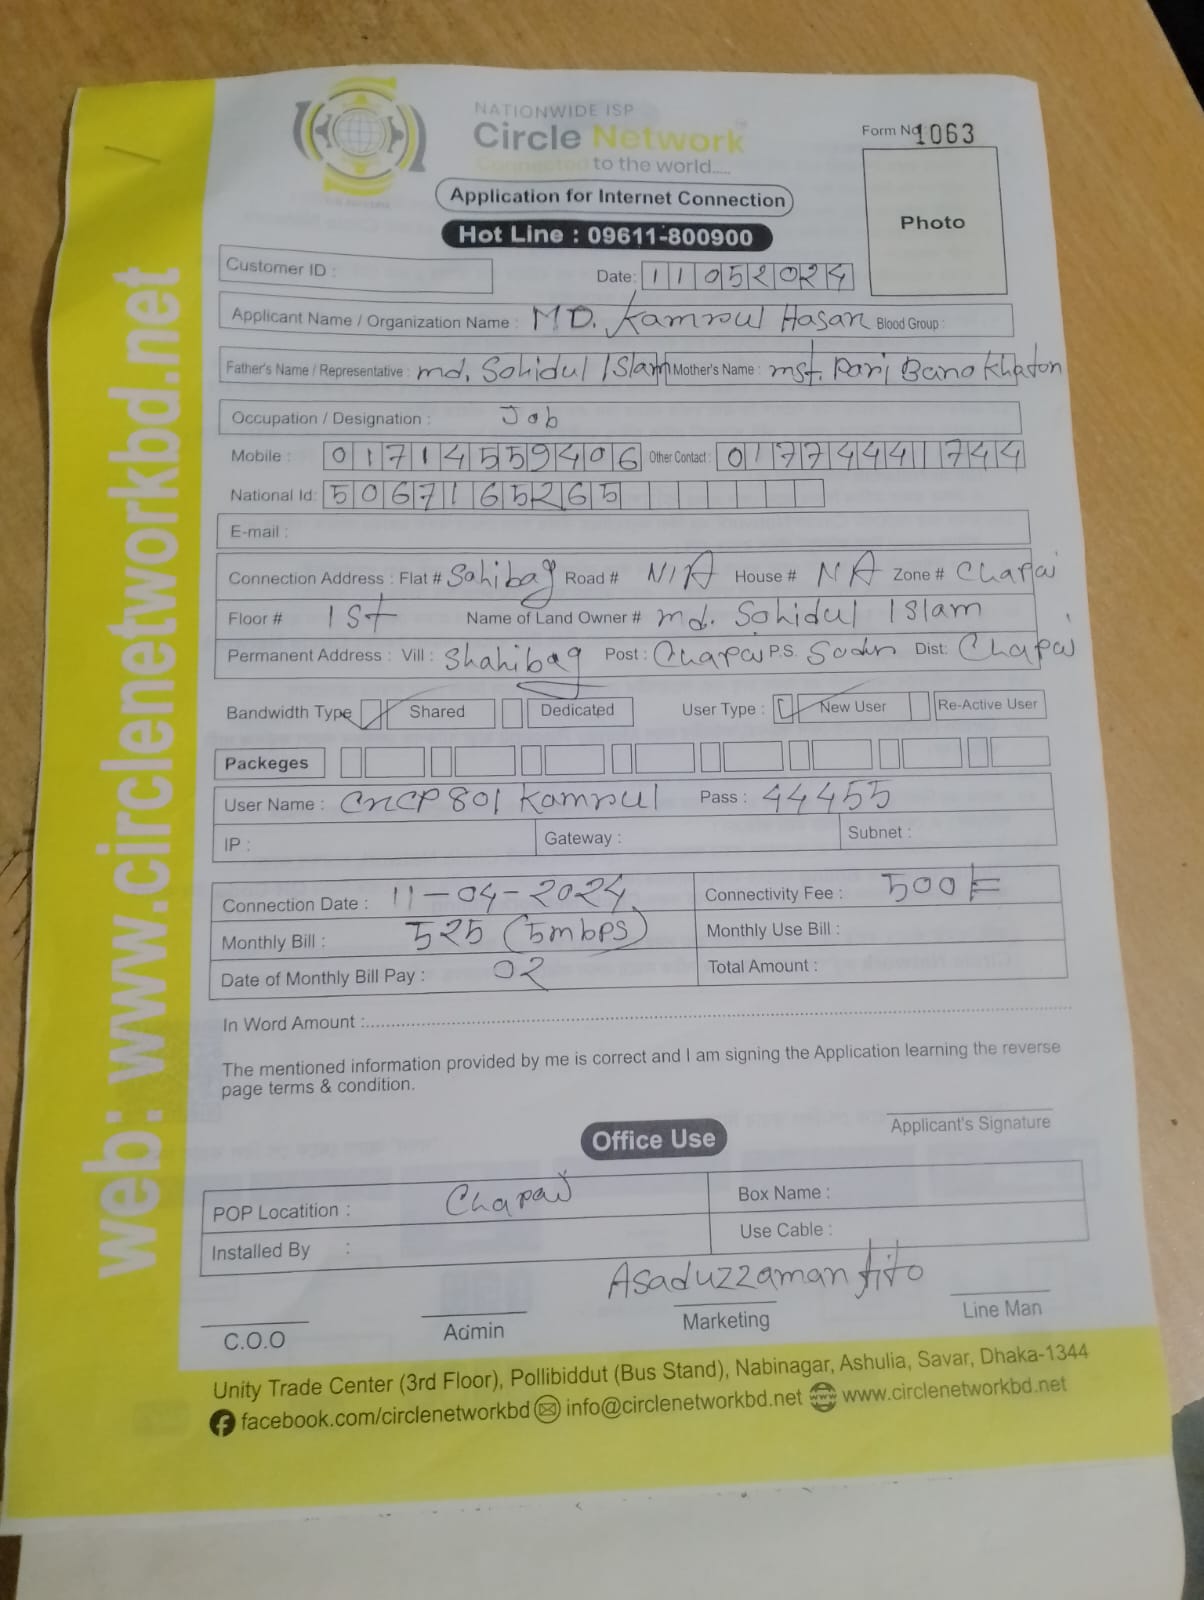 NATIONWIDE ISP
Circle Network
Connected to the world.....
Form No 1063
Application for Internet Connection
Photo
Hot Line : 09611-800900
Customer ID :
Date: 11052024
Applicant Name / Organization Name : MD. Kamrul Hasan Blood Group :
Father's Name / Representative : md. Sohidul Islam Mother's Name : mst. Pari Bano Khaton
Occupation / Designation : Job
Mobile : 01714559406 Other Contact : 01774441744
National Id: 5067165265
E-mail :
Connection Address : Flat # Sahibag Road # N/A House # NA Zone # Chapai
Floor # 1st Name of Land Owner # md. Sohidul Islam
Permanent Address : Vill : Shahibag Post : Chapai P.S. Sadar Dist: Chapai
Bandwidth Type Shared Dedicated User Type : New User Re-Active User
Packeges
User Name : CNCP801 Kamrul Pass : 44455
IP : Gateway : Subnet :
Connection Date : 11-04-2024 Connectivity Fee : 500/=
Monthly Bill : 525 (5mbps) Monthly Use Bill :
Date of Monthly Bill Pay : 02 Total Amount :
In Word Amount :
The mentioned information provided by me is correct and I am signing the Application learning the reverse
page terms & condition.
Applicant's Signature
Office Use
POP Locatition : Chapai Box Name :
Installed By : Use Cable :
Asaduzzaman tito
C.O.O Admin Marketing Line Man
Unity Trade Center (3rd Floor), Pollibiddut (Bus Stand), Nabinagar, Ashulia, Savar, Dhaka-1344
facebook.com/circlenetworkbd info@circlenetworkbd.net www.circlenetworkbd.net
web: www.circlenetworkbd.net